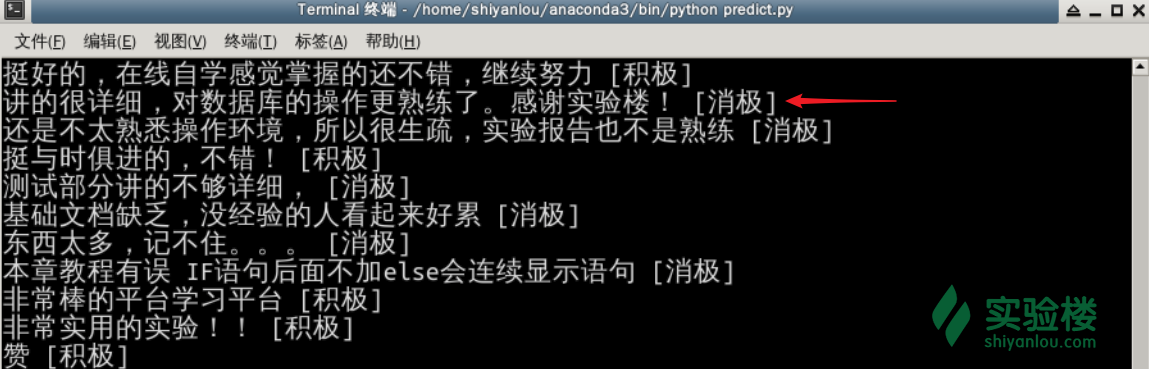 Terminal 终端 - /home/shiyanlou/anaconda3/bin/python predict.py
文件(F) 编辑(E) 视图(V) 终端(T) 标签(A) 帮助(H)
挺好的，在线自学感觉掌握的还不错，继续努力 [积极]
讲的很详细，对数据库的操作更熟练了。感谢实验楼！ [消极]
还是不太熟悉操作环境，所以很生疏，实验报告也不是熟练 [消极]
挺与时俱进的，不错！ [积极]
测试部分讲的不够详细， [消极]
基础文档缺乏，没经验的人看起来好累 [消极]
东西太多，记不住。。。 [消极]
本章教程有误 IF语句后面不加else会连续显示语句 [消极]
非常棒的平台学习平台 [积极]
非常实用的实验！！ [积极]
赞 [积极]
实验楼
shiyanlou.com